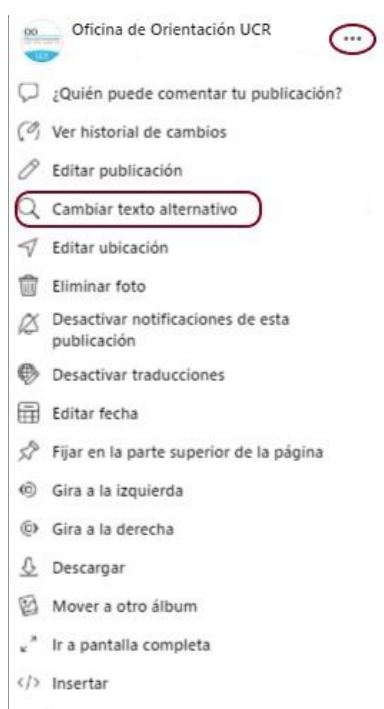 Oficina de Orientación UCR
¿Quién puede comentar tu publicación?
Ver historial de cambios
Editar publicación
Cambiar texto alternativo
Editar ubicación
Eliminar foto
Desactivar notificaciones de esta
publicación
Desactivar traducciones
Editar fecha
Fijar en la parte superior de la página
Gira a la izquierda
Gira a la derecha
Descargar
Mover a otro álbum
Ir a pantalla completa
Insertar